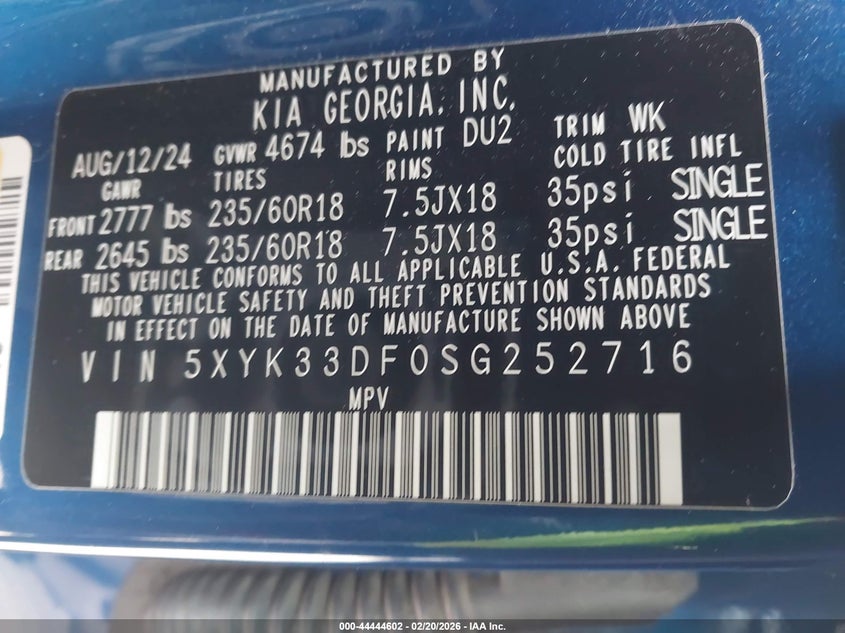 MANUFACTURED BY
KIA GEORGIA, INC.
AUG/12/24 GVWR 4674 lbs PAINT DU2 TRIM WK
GAWR TIRES RIMS COLD TIRE INFL
FRONT 2777 lbs 235/60R18 7.5JX18 35psi SINGLE
REAR 2645 lbs 235/60R18 7.5JX18 35psi SINGLE
THIS VEHICLE CONFORMS TO ALL APPLICABLE U.S.A. FEDERAL
MOTOR VEHICLE SAFETY AND THEFT PREVENTION STANDARDS
IN EFFECT ON THE DATE OF MANUFACTURE SHOWN ABOVE
VIN 5XYK33DF0SG252716
MPV
000-44444602 - 02/20/2026 - IAA Inc.